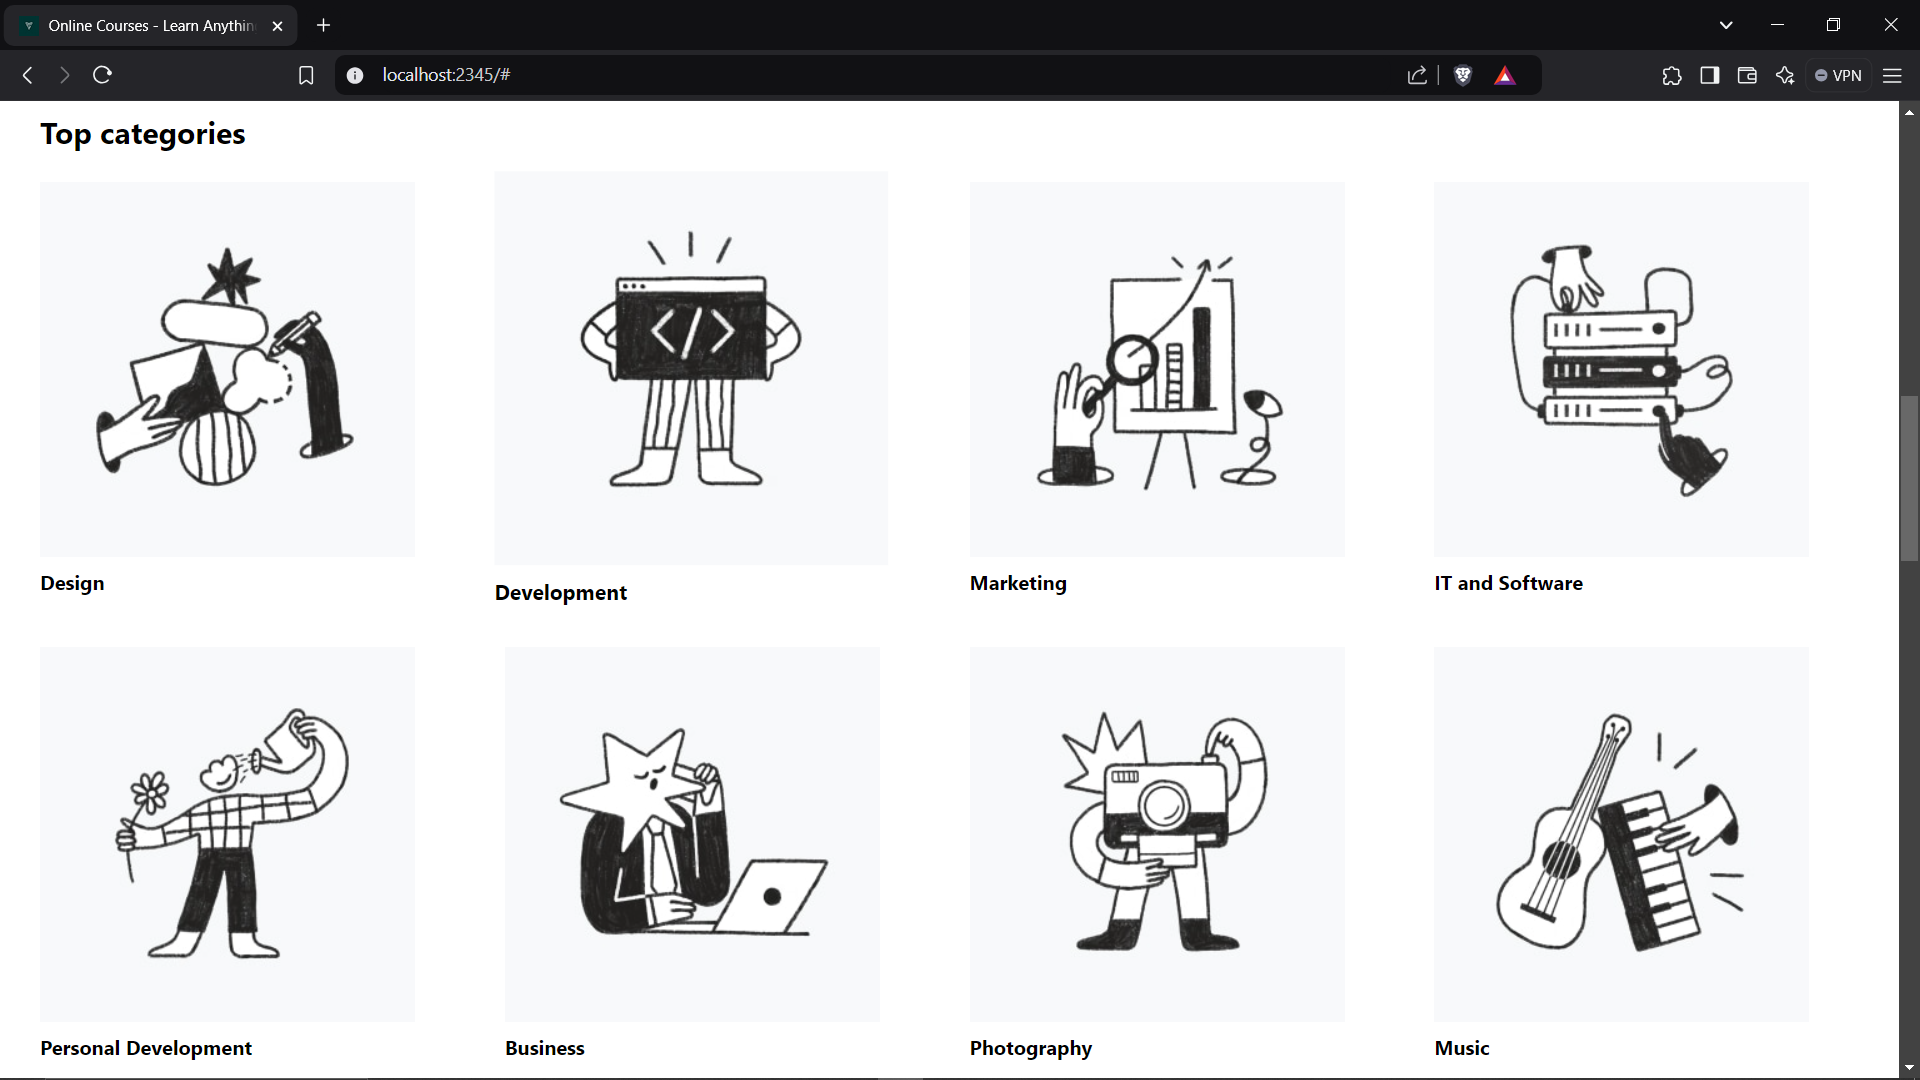 Online Courses - Learn Anythin
localhost:2345/#
VPN
Top categories
</>
Design
Development
Marketing
IT and Software
Personal Development
Business
Photography
Music